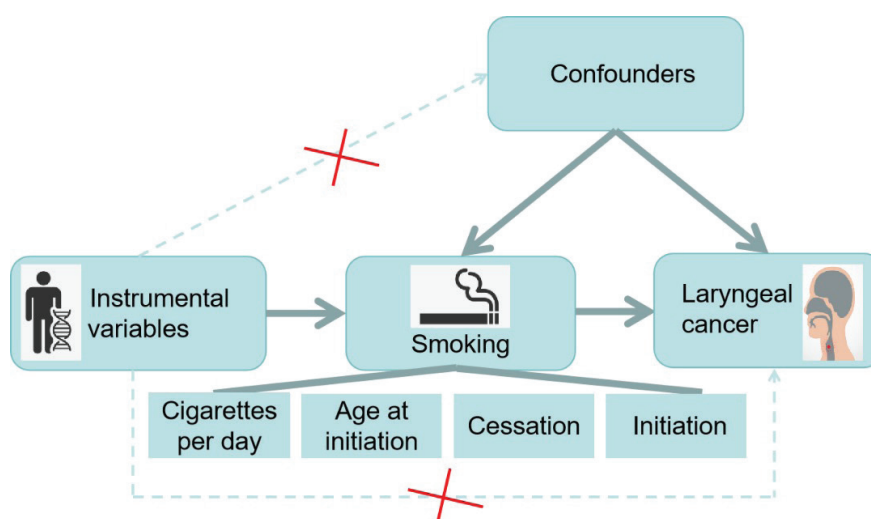 Confounders
Instrumental
variables
Smoking
Laryngeal
cancer
Cigarettes
per day
Age at
initiation
Cessation
Initiation